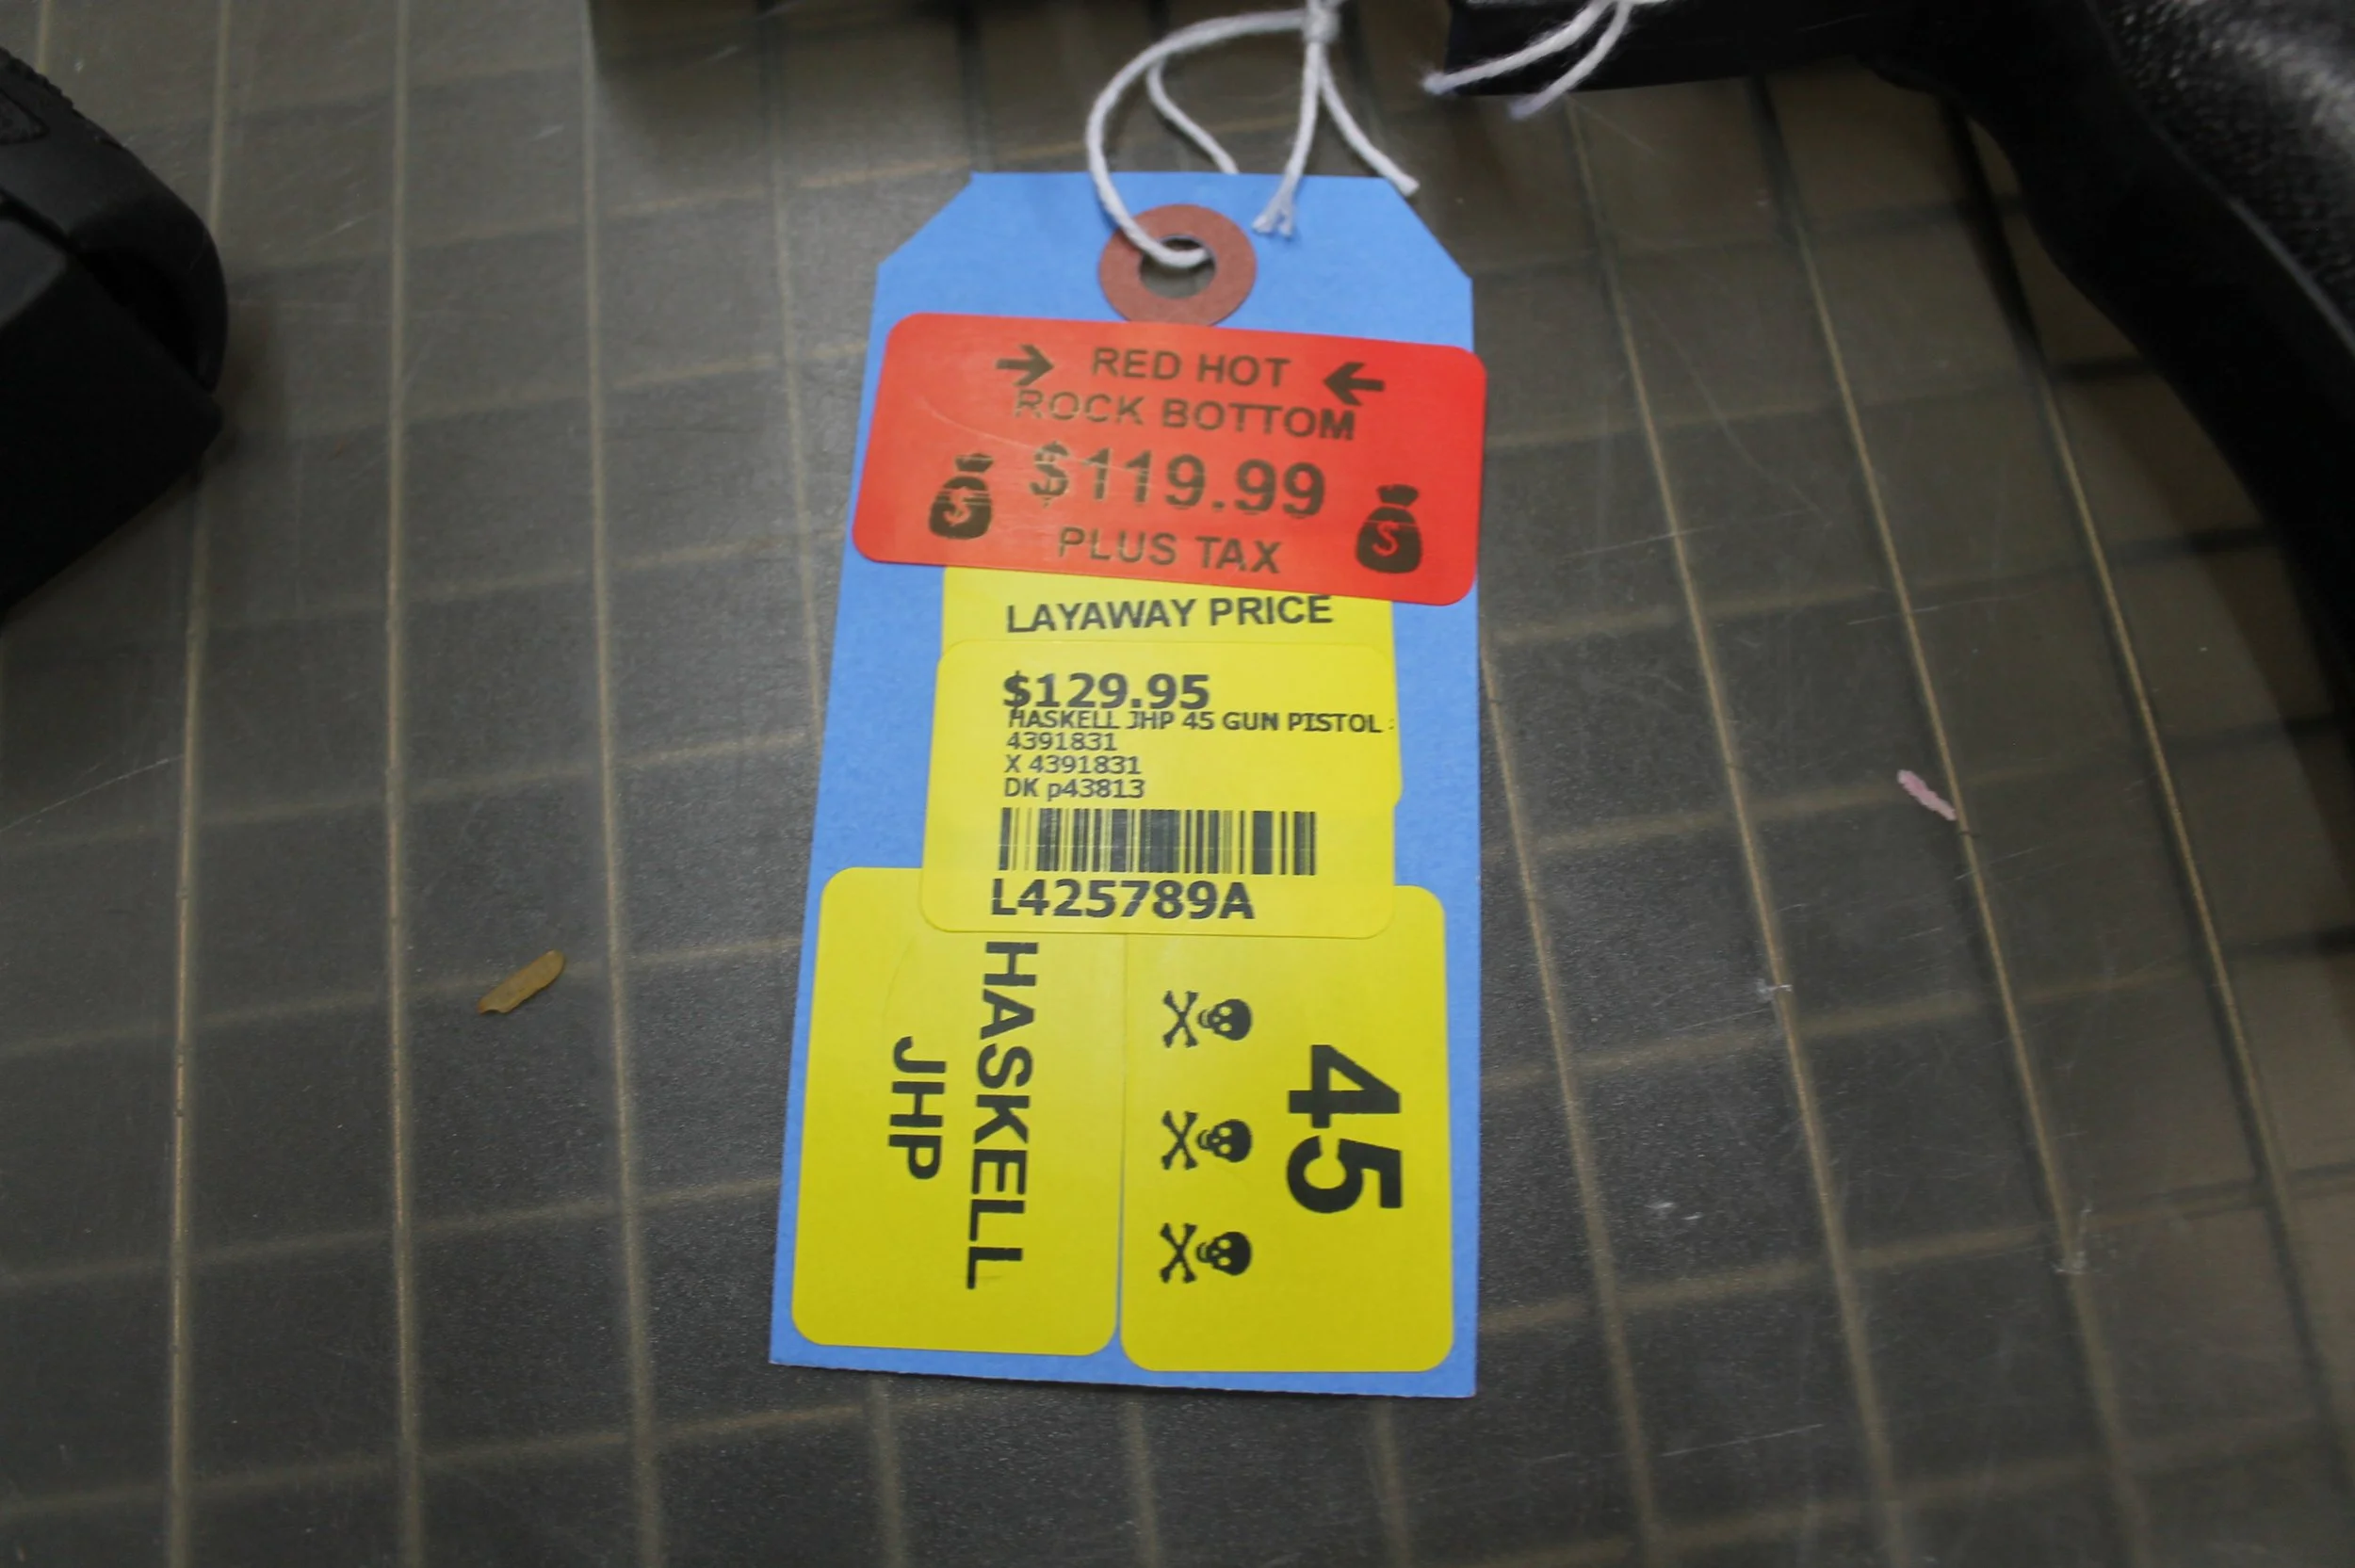 RED HOT
ROCK BOTTOM
$119.99
PLUS TAX
LAYAWAY PRICE
$129.95
HASKELL JHP 45 GUN PISTOL
4391831
X 4391831
DK p43813
L425789A
45
HASKELL
JHP